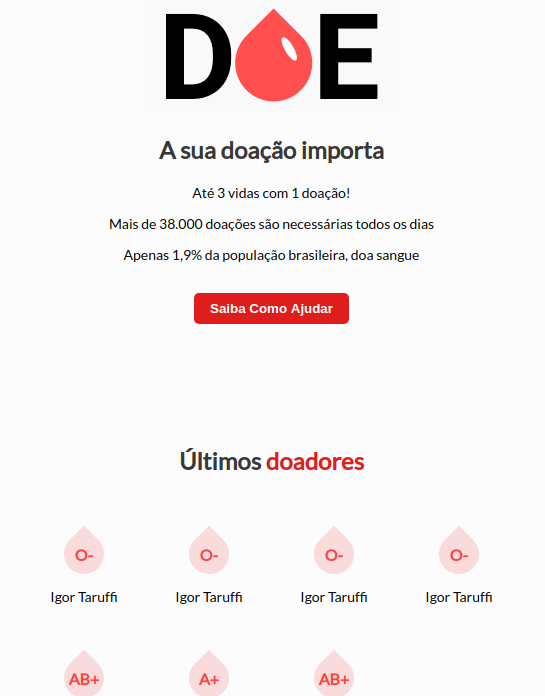 DOE
A sua doação importa
Até 3 vidas com 1 doação!
Mais de 38.000 doações são necessárias todos os dias
Apenas 1,9% da população brasileira, doa sangue
Saiba Como Ajudar
Últimos doadores
O- O- O- O-
Igor Taruffi Igor Taruffi Igor Taruffi Igor Taruffi
AB+ A+ AB+